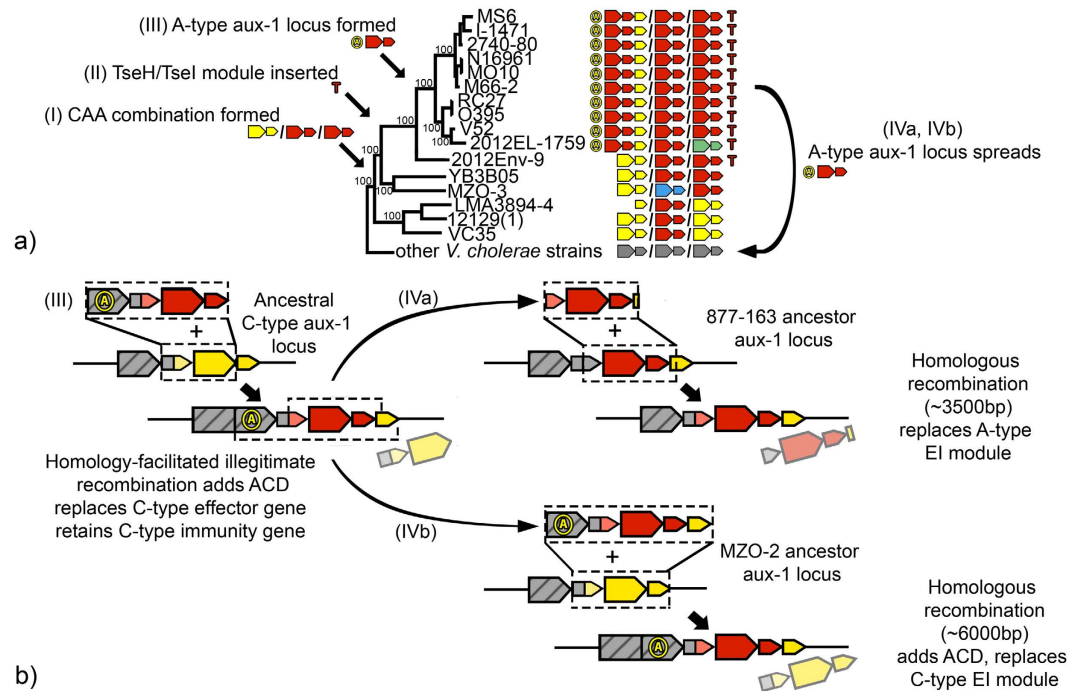 (III) A-type aux-1 locus formed
(II) TseH/TseI module inserted
(I) CAA combination formed
100
100
100
100
100
100
100
100
MS6
I-1471
2740-80
N16961
MO10
M66-2
RC27
O395
V52
2012EL-1759
2012Env-9
YB3B05
MZO-3
LMA3894-4
12129(1)
VC35
other V. cholerae strains
(IVa, IVb)
A-type aux-1 locus spreads
a)
(III)
A
+
Ancestral
C-type aux-1
locus
A
Homology-facilitated illegitimate
recombination adds ACD
replaces C-type effector gene
retains C-type immunity gene
(IVa)
+
877-163 ancestor
aux-1 locus
Homologous
recombination
(~3500bp)
replaces A-type
EI module
(IVb)
A
+
MZO-2 ancestor
aux-1 locus
A
Homologous
recombination
(~6000bp)
adds ACD, replaces
C-type EI module
b)